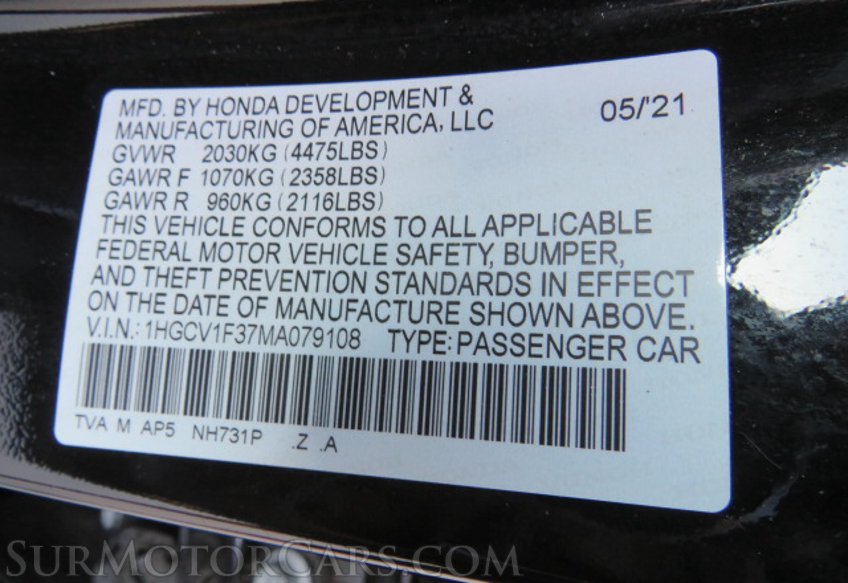 MFD. BY HONDA DEVELOPMENT & 05/'21
MANUFACTURING OF AMERICA, LLC
GVWR 2030KG (4475LBS)
GAWR F 1070KG (2358LBS)
GAWR R 960KG (2116LBS)
THIS VEHICLE CONFORMS TO ALL APPLICABLE
FEDERAL MOTOR VEHICLE SAFETY, BUMPER,
AND THEFT PREVENTION STANDARDS IN EFFECT
ON THE DATE OF MANUFACTURE SHOWN ABOVE.
V.I.N.: 1HGCV1F37MA079108 TYPE: PASSENGER CAR
TVA M AP5 NH731P .Z .A
SURMOTORCARS.COM